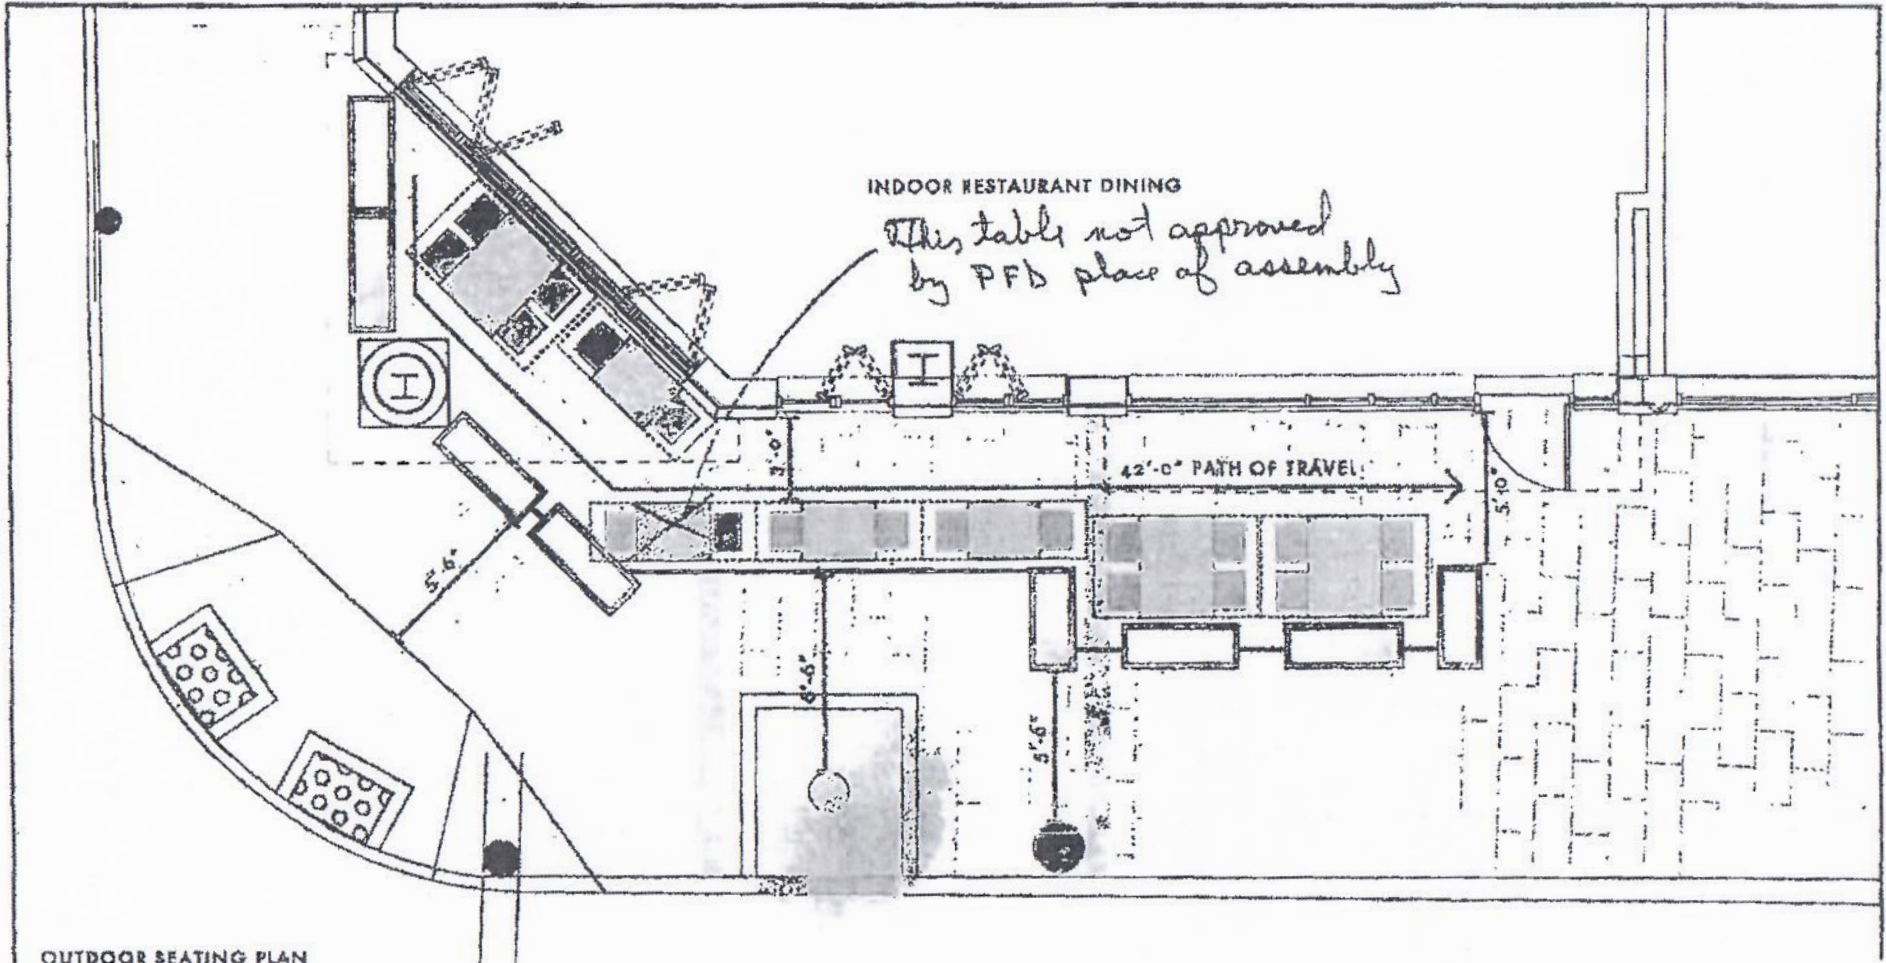 INDOOR RESTAURANT DINING
This table not approved
by PFD place of assembly
3'-0"
42'-0" PATH OF TRAVEL
5'-10"
5'-6"
6'-6"
5'-6"
OUTDOOR SEATING PLAN